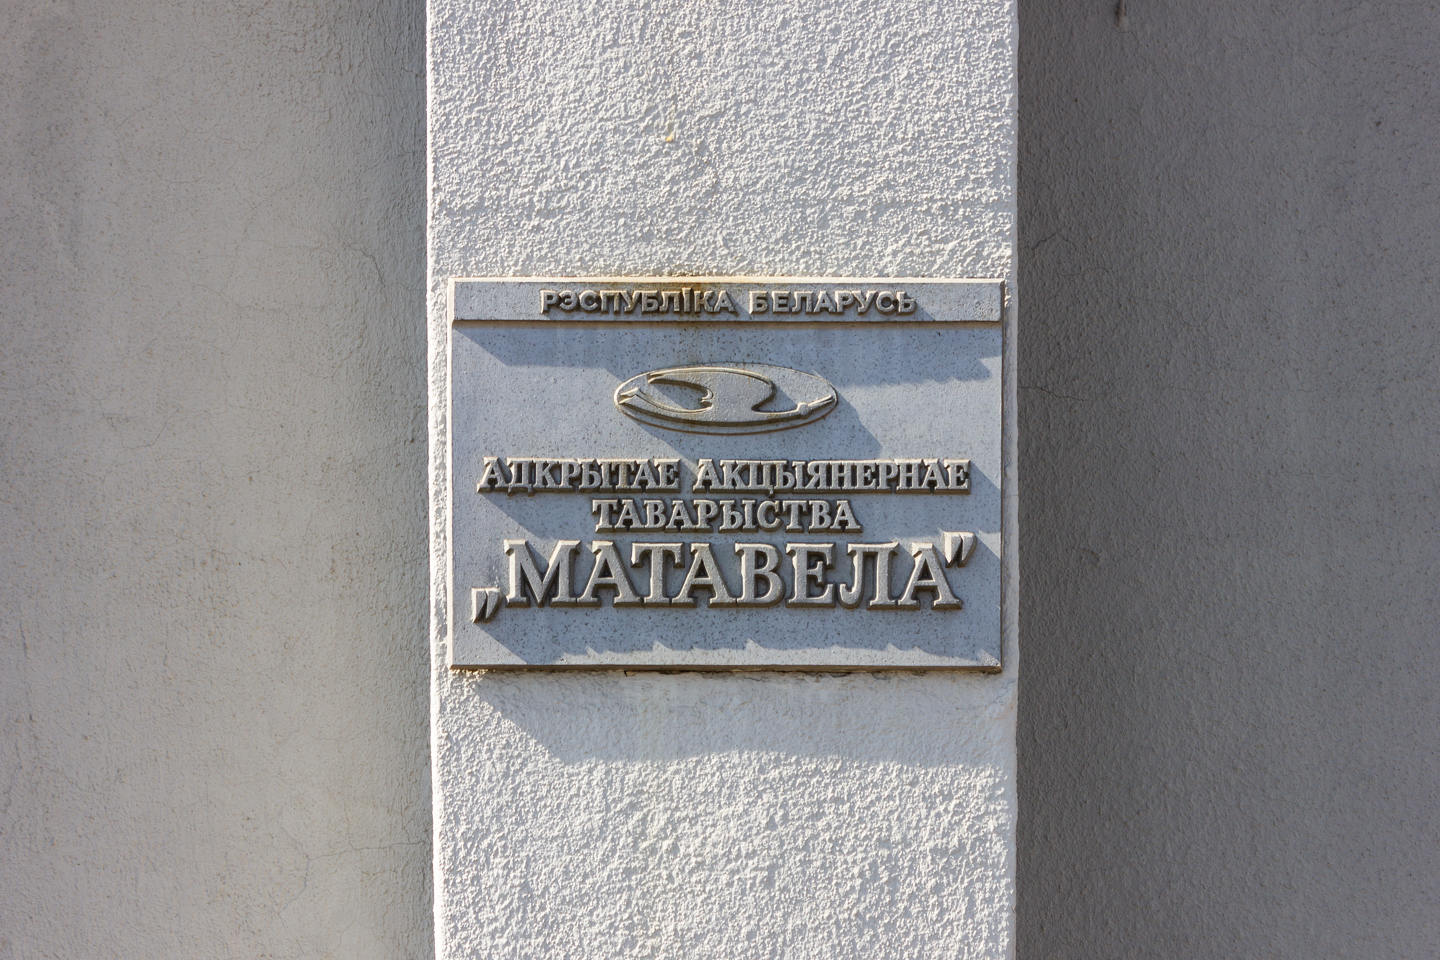 РЭСПУБЛІКА БЕЛАРУСЬ
АДКРЫТАЕ АКЦЫЯНЕРНАЕ
ТАВАРЫСТВА
„МАТАВЕЛА”